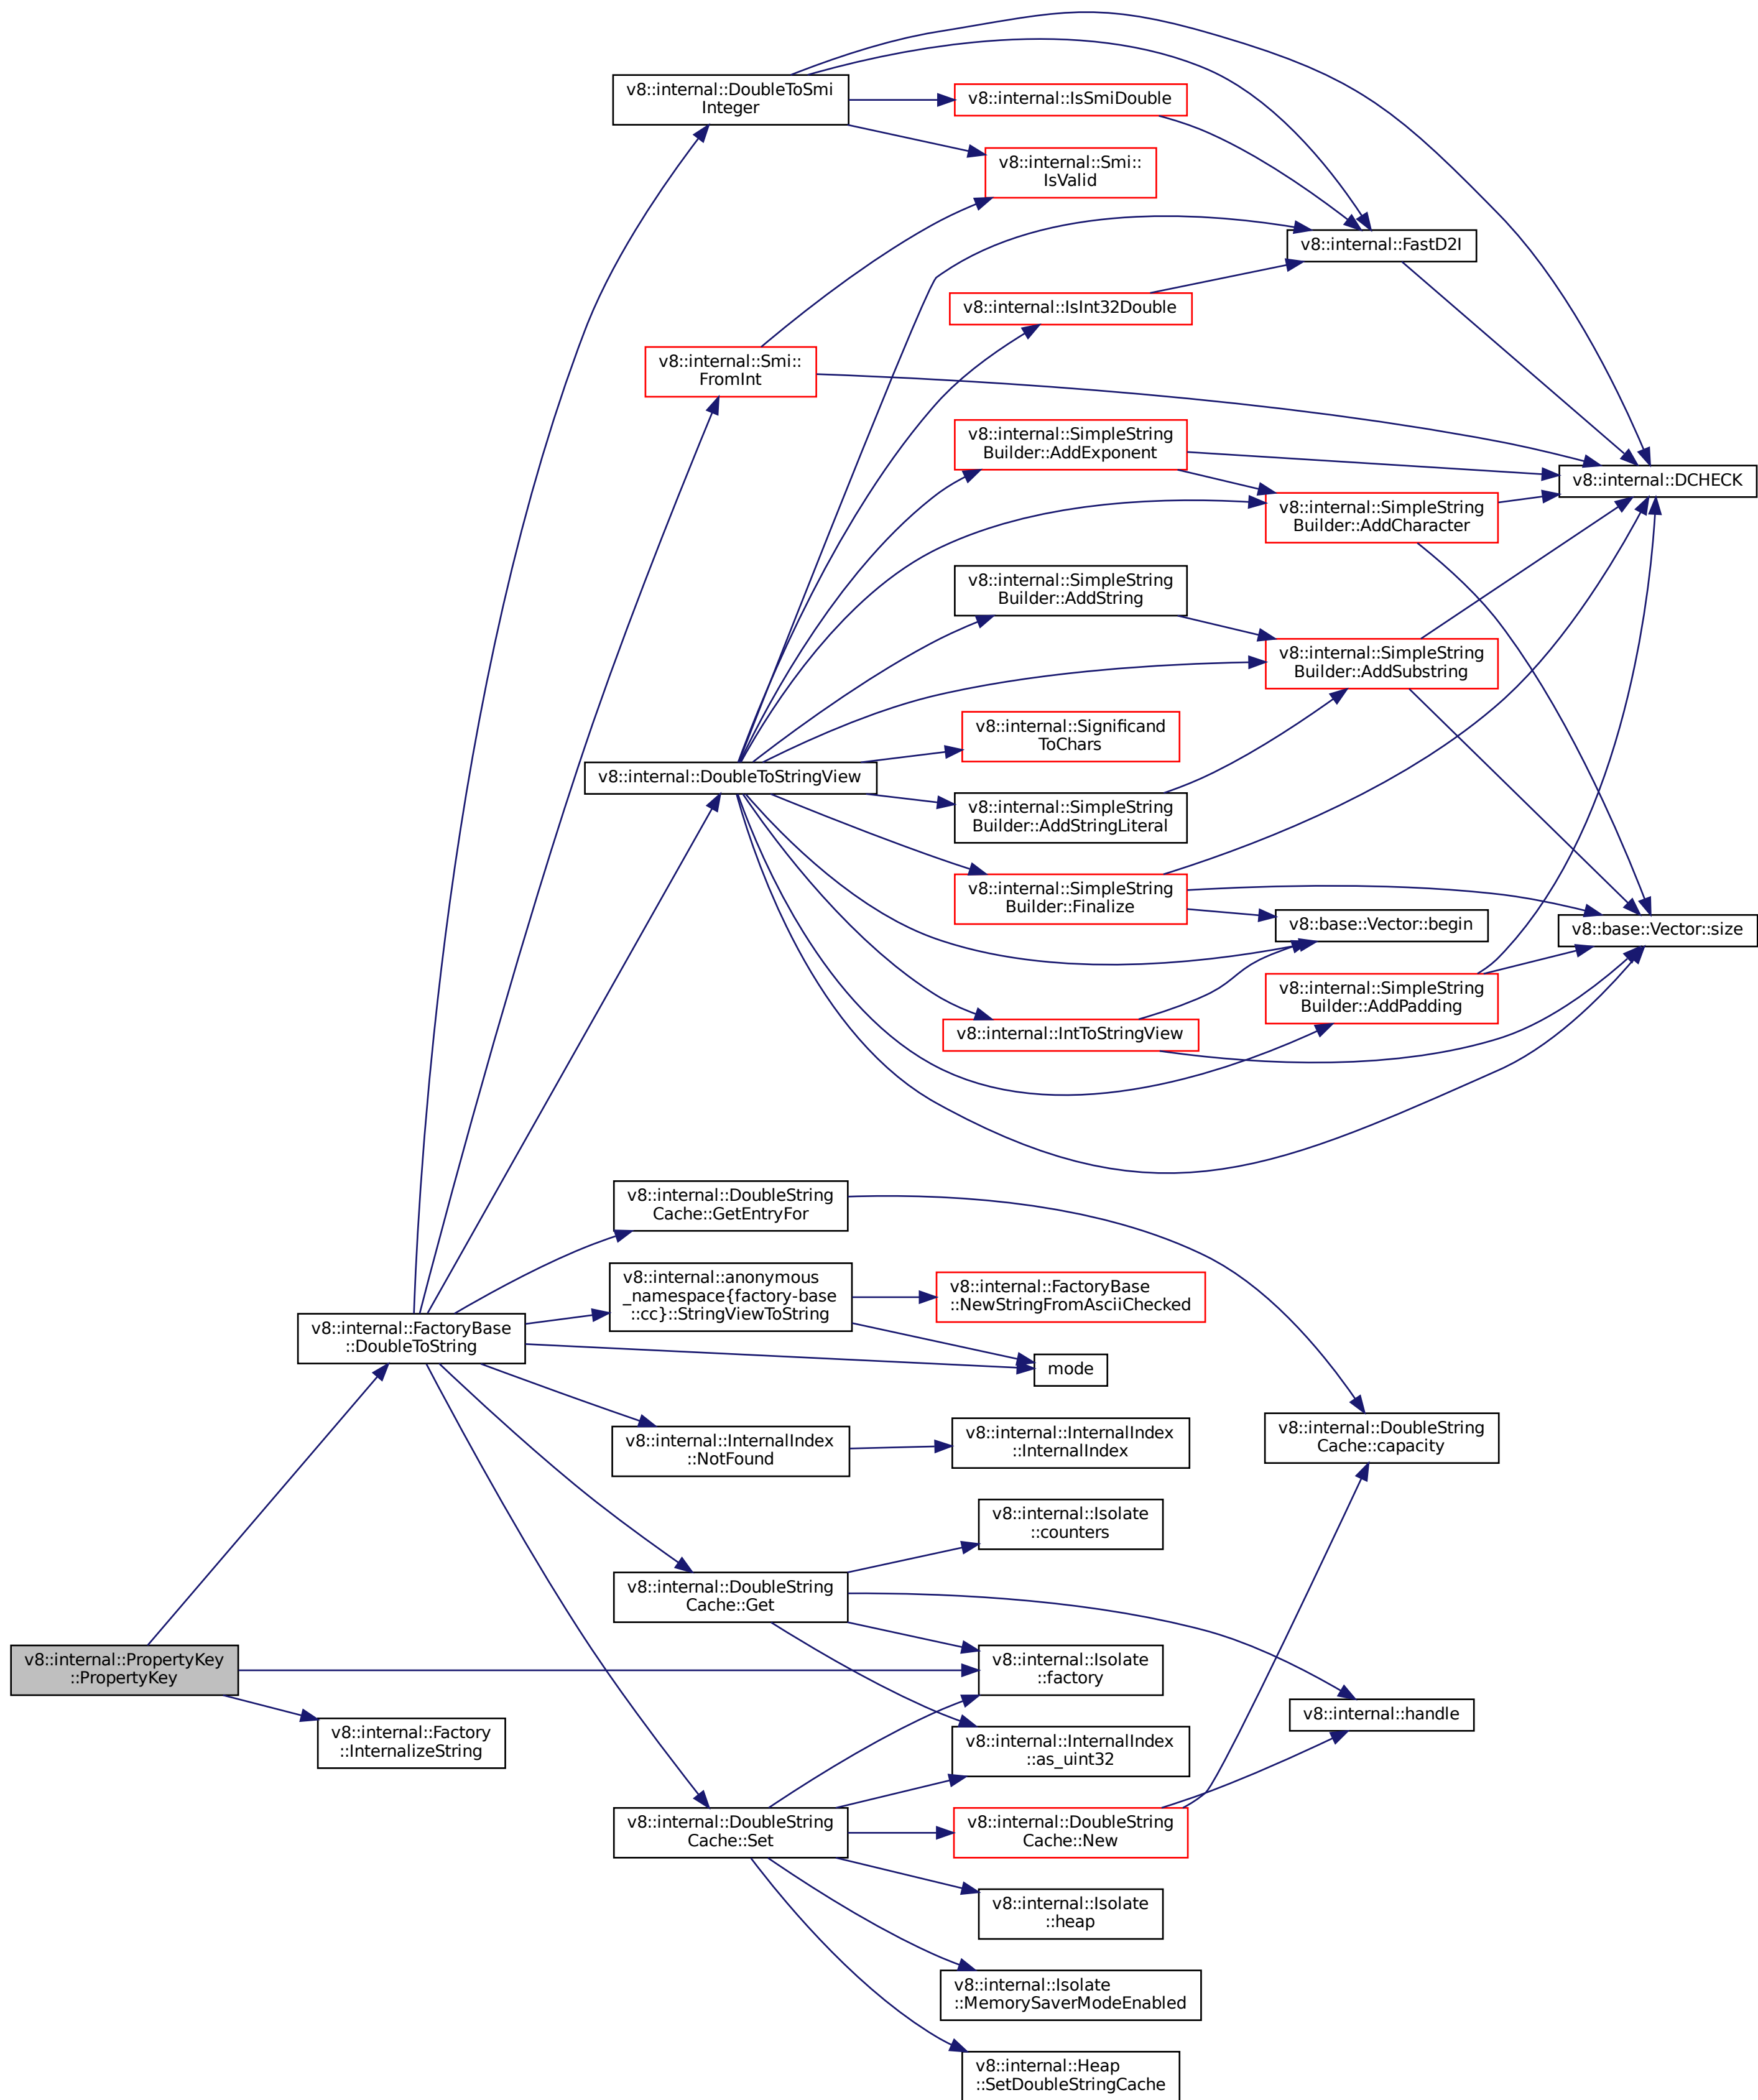 v8::internal::DoubleToSmi
Integer
v8::internal::IsSmiDouble
v8::internal::Smi::
IsValid
v8::internal::FastD2I
v8::internal::IsInt32Double
v8::internal::Smi::
FromInt
v8::internal::SimpleString
Builder::AddExponent
v8::internal::DCHECK
v8::internal::SimpleString
Builder::AddCharacter
v8::internal::SimpleString
Builder::AddString
v8::internal::SimpleString
Builder::AddSubstring
v8::internal::Significand
ToChars
v8::internal::DoubleToStringView
v8::internal::SimpleString
Builder::AddStringLiteral
v8::internal::SimpleString
Builder::Finalize
v8::base::Vector::begin
v8::base::Vector::size
v8::internal::SimpleString
Builder::AddPadding
v8::internal::IntToStringView
v8::internal::DoubleString
Cache::GetEntryFor
v8::internal::anonymous
_namespace{factory-base
::cc}::StringViewToString
v8::internal::FactoryBase
::NewStringFromAsciiChecked
v8::internal::FactoryBase
::DoubleToString
mode
v8::internal::InternalIndex
::NotFound
v8::internal::InternalIndex
::InternalIndex
v8::internal::DoubleString
Cache::capacity
v8::internal::Isolate
::counters
v8::internal::DoubleString
Cache::Get
v8::internal::PropertyKey
::PropertyKey
v8::internal::Isolate
::factory
v8::internal::handle
v8::internal::Factory
::InternalizeString
v8::internal::InternalIndex
::as_uint32
v8::internal::DoubleString
Cache::Set
v8::internal::DoubleString
Cache::New
v8::internal::Isolate
::heap
v8::internal::Isolate
::MemorySaverModeEnabled
v8::internal::Heap
::SetDoubleStringCache